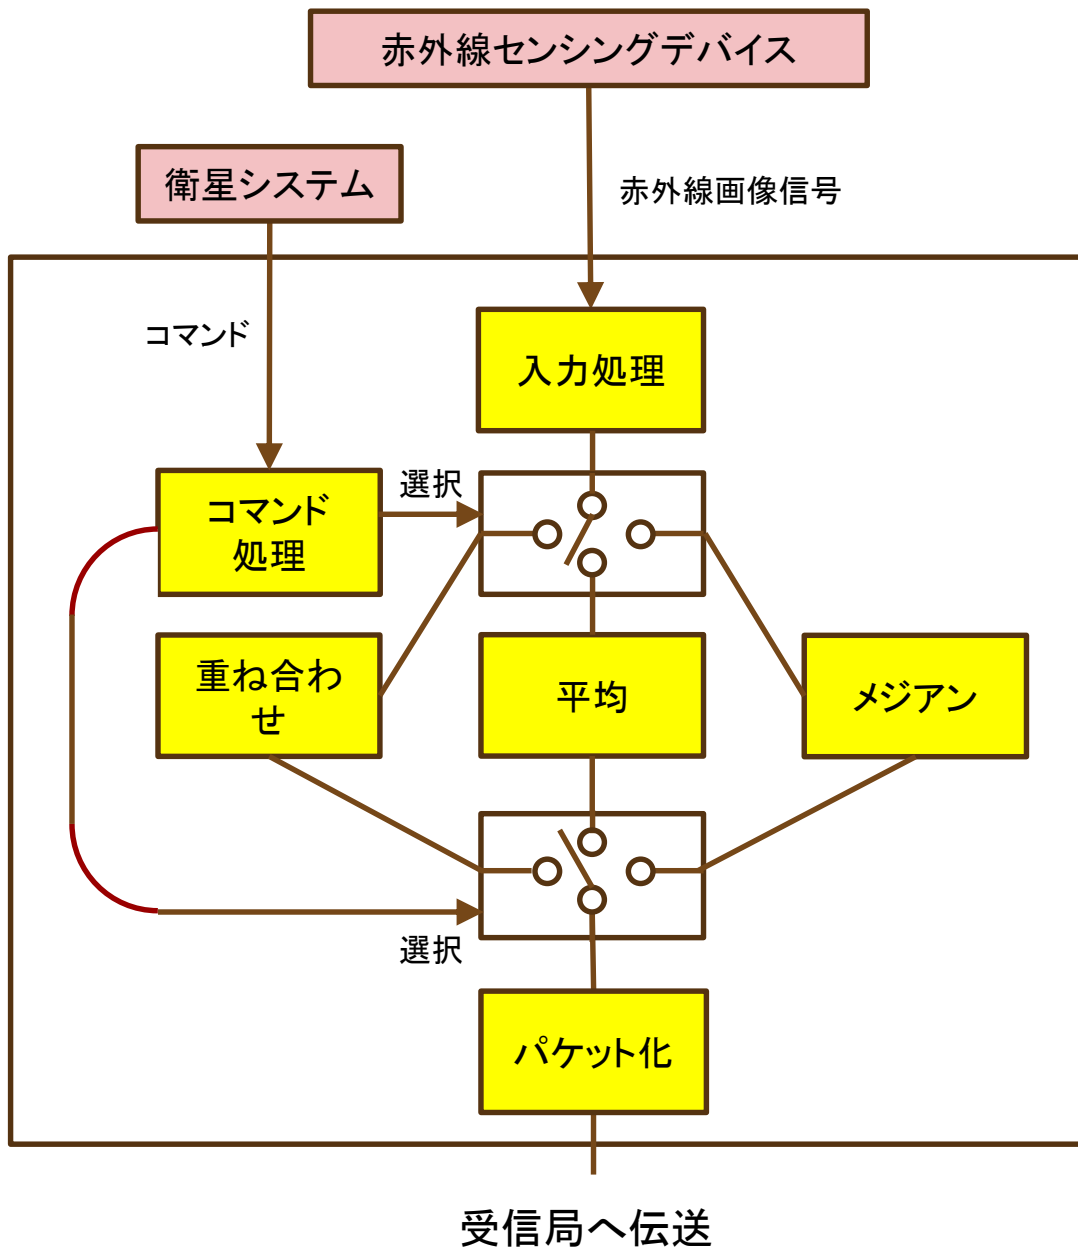 赤外線センシングデバイス
衛星システム
赤外線画像信号
コマンド
入力処理
選択
コマンド
処理
重ね合わ
せ
平均
メジアン
選択
パケット化
受信局へ伝送